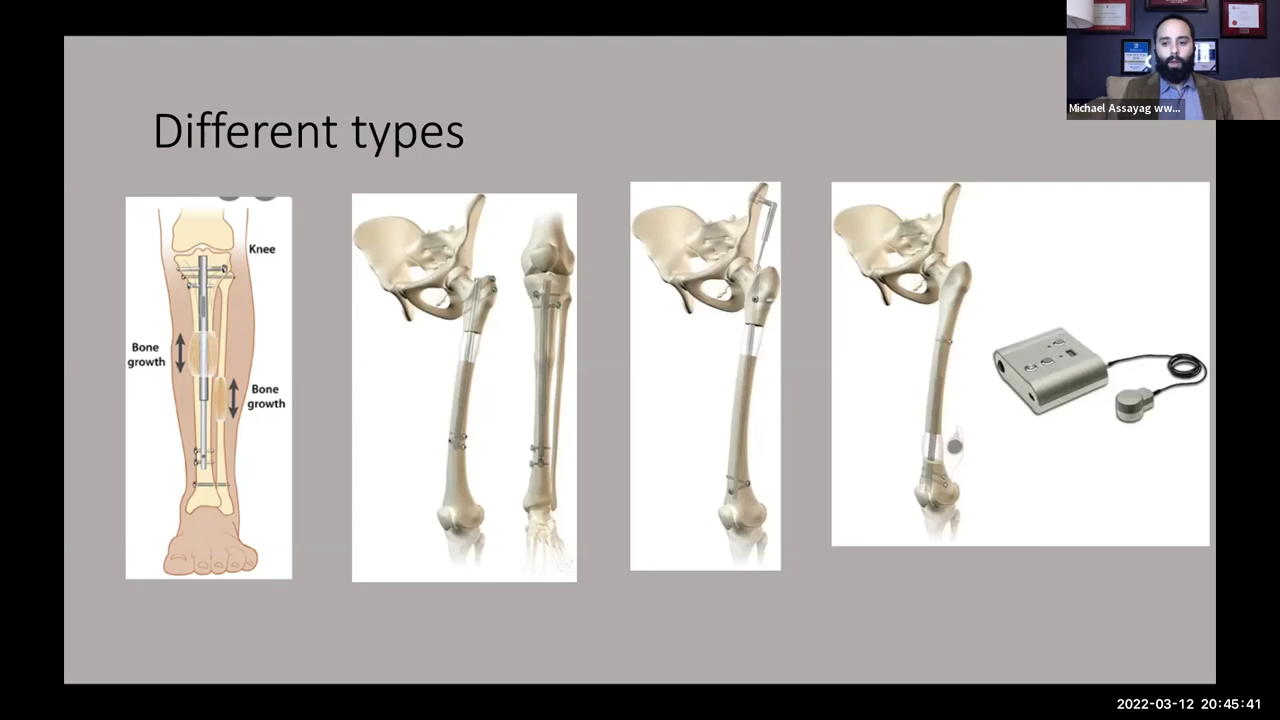 Michael Assayag ww...
Different types
Knee
Bone
growth
Bone
growth
2022-03-12 20:45:41